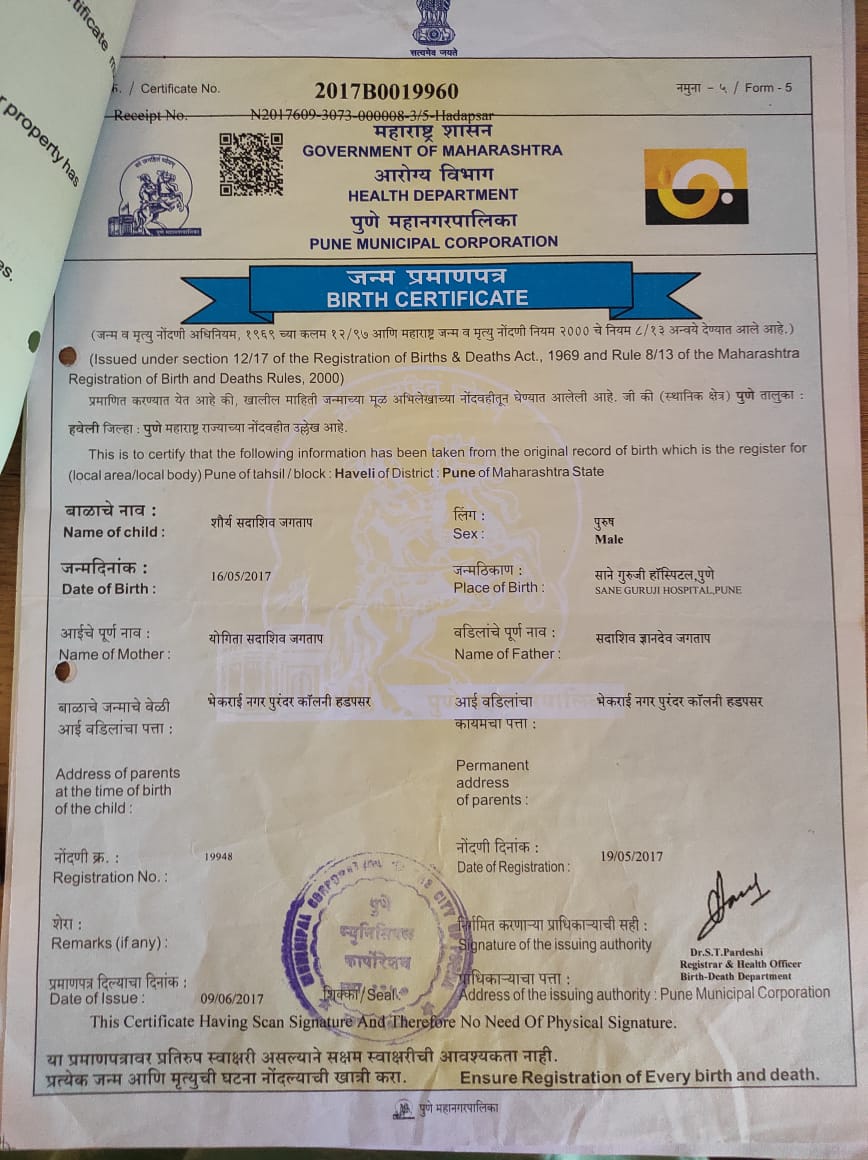 tificate m
r property has
es.
सत्यमेव जयते
क्र. / Certificate No. 2017B0019960 नमुना - ५ / Form - 5
Receipt No. N2017609-3073-000008-3/5-Hadapsar
महाराष्ट्र शासन
GOVERNMENT OF MAHARASHTRA
आरोग्य विभाग
HEALTH DEPARTMENT
पुणे महानगरपालिका
PUNE MUNICIPAL CORPORATION
जन्म प्रमाणपत्र
BIRTH CERTIFICATE
(जन्म व मृत्यु नोंदणी अधिनियम, १९६९ च्या कलम १२/१७ आणि महाराष्ट्र जन्म व मृत्यु नोंदणी नियम २००० चे नियम ८/१३ अन्वये देण्यात आले आहे.)
(Issued under section 12/17 of the Registration of Births & Deaths Act., 1969 and Rule 8/13 of the Maharashtra
Registration of Birth and Deaths Rules, 2000)
प्रमाणित करण्यात येत आहे की, खालील माहिती जन्माच्या मूळ अभिलेखाच्या नोंदवहीतून घेण्यात आलेली आहे. जी की (स्थानिक क्षेत्र) पुणे तालुका :
हवेली जिल्हा : पुणे महाराष्ट्र राज्याच्या नोंदवहीत उल्लेख आहे.
This is to certify that the following information has been taken from the original record of birth which is the register for
(local area/local body) Pune of tahsil / block : Haveli of District : Pune of Maharashtra State
बाळाचे नाव : शौर्य सदाशिव जगताप लिंग : पुरुष
Name of child : Sex : Male
जन्मदिनांक : 16/05/2017 जन्मठिकाण : साने गुरुजी हॉस्पिटल,पुणे
Date of Birth : Place of Birth : SANE GURUJI HOSPITAL,PUNE
आईचे पूर्ण नाव : योगिता सदाशिव जगताप वडिलांचे पूर्ण नाव : सदाशिव ज्ञानदेव जगताप
Name of Mother : Name of Father :
बाळाचे जन्माचे वेळी भेकराई नगर पुरंदर कॉलनी हडपसर आई वडिलांचा भेकराई नगर पुरंदर कॉलनी हडपसर
आई वडिलांचा पत्ता : कायमचा पत्ता :
Address of parents Permanent
at the time of birth address
of the child : of parents :
नोंदणी क्र. : 19948 नोंदणी दिनांक : 19/05/2017
Registration No. : Date of Registration :
शेरा : निर्गमित करणाऱ्या प्राधिकाऱ्याची सही :
Remarks (if any) : Signature of the issuing authority
Dr.S.T.Pardeshi
Registrar & Health Officer
Birth-Death Department
पुणे
म्युनिसिपल
कार्पोरेशन
प्रमाणपत्र दिल्याचा दिनांक : प्राधिकाऱ्याचा पत्ता :
Date of Issue : 09/06/2017 शिक्का/Seal: Address of the issuing authority : Pune Municipal Corporation
This Certificate Having Scan Signature And Therefore No Need Of Physical Signature.
या प्रमाणपत्रावर प्रतिरुप स्वाक्षरी असल्याने सक्षम स्वाक्षरीची आवश्यकता नाही.
प्रत्येक जन्म आणि मृत्युची घटना नोंदल्याची खात्री करा. Ensure Registration of Every birth and death.
पुणे महानगरपालिका